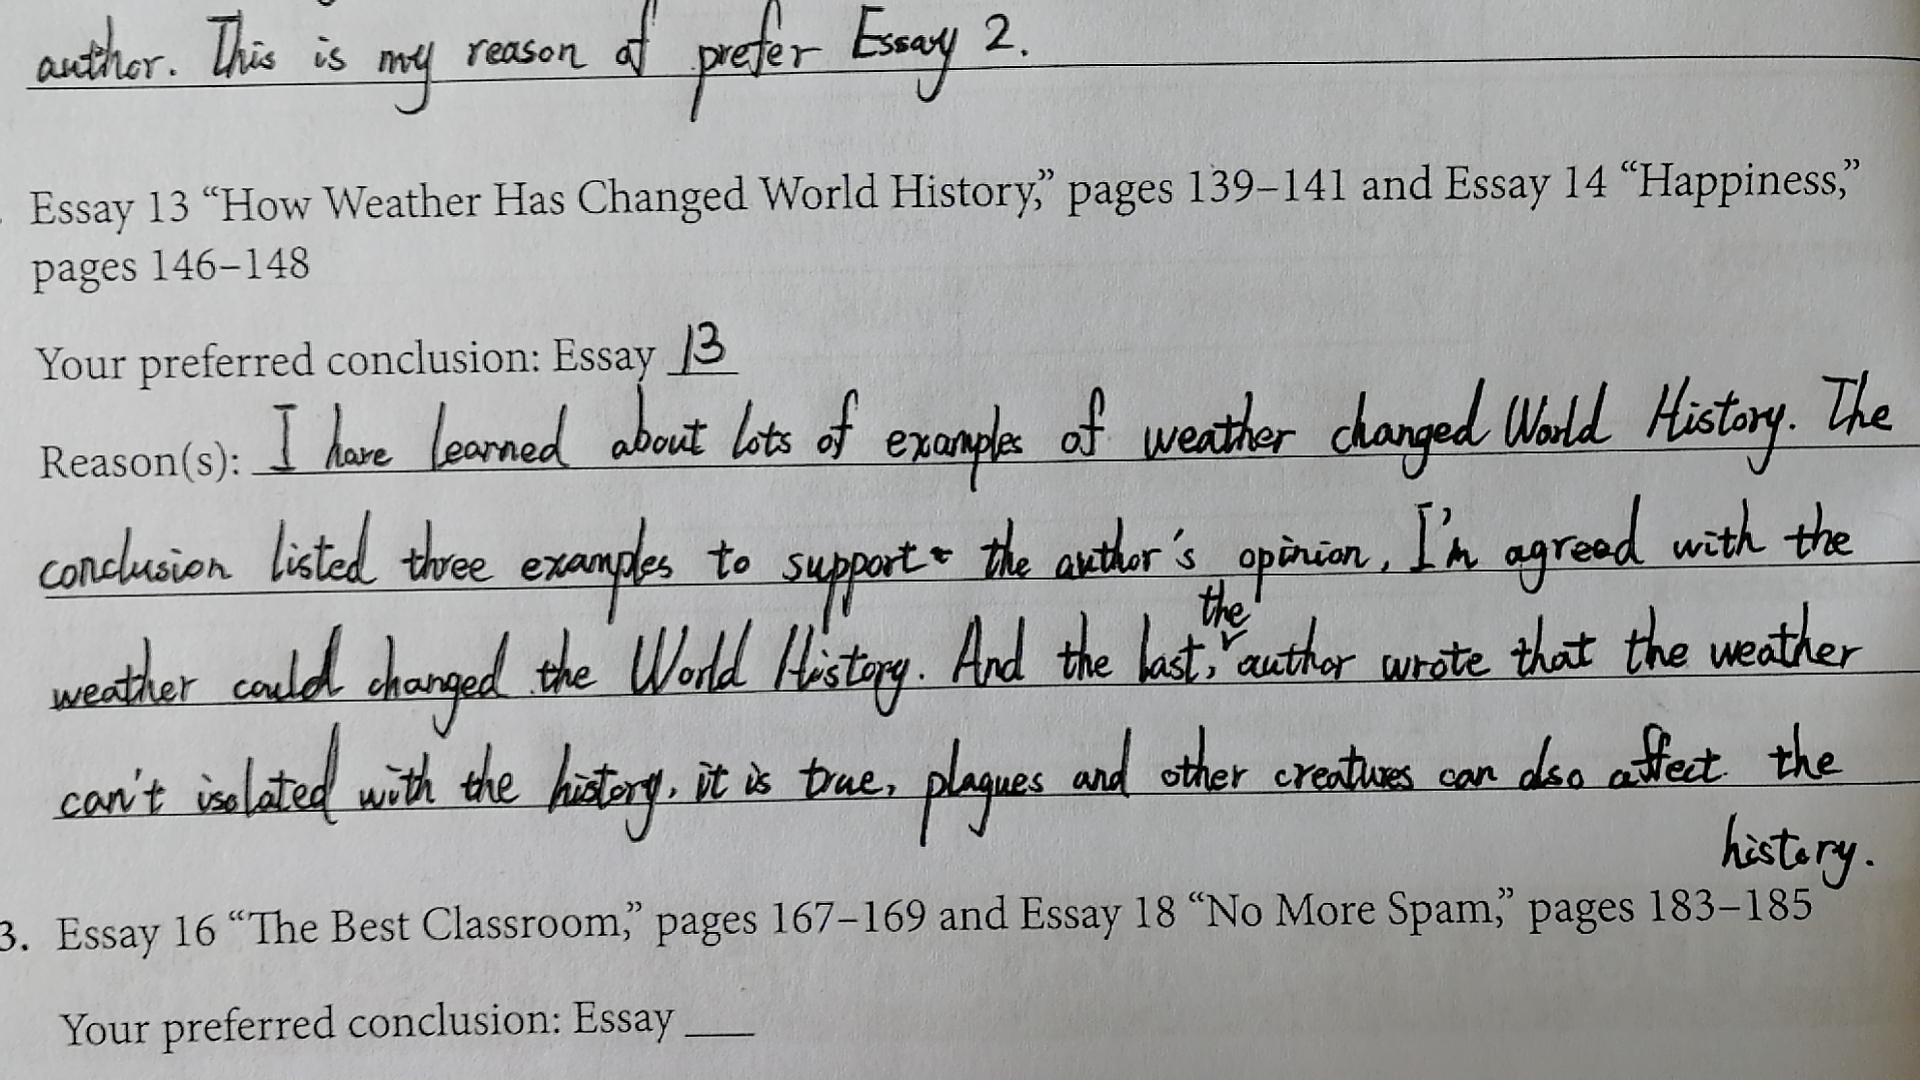 author. This is my reason of prefer Essay 2.
Essay 13 “How Weather Has Changed World History,” pages 139–141 and Essay 14 “Happiness,”
pages 146–148
Your preferred conclusion: Essay 13
Reason(s): I have learned about lots of examples of weather changed World History. The
conclusion listed three examples to support the author's opinion, I'm agreed with the
weather could changed the World History. And the last, the author wrote that the weather
can't isolated with the history, it is true, plagues and other creatures can also affect the
history.
3. Essay 16 “The Best Classroom,” pages 167–169 and Essay 18 “No More Spam,” pages 183–185
Your preferred conclusion: Essay